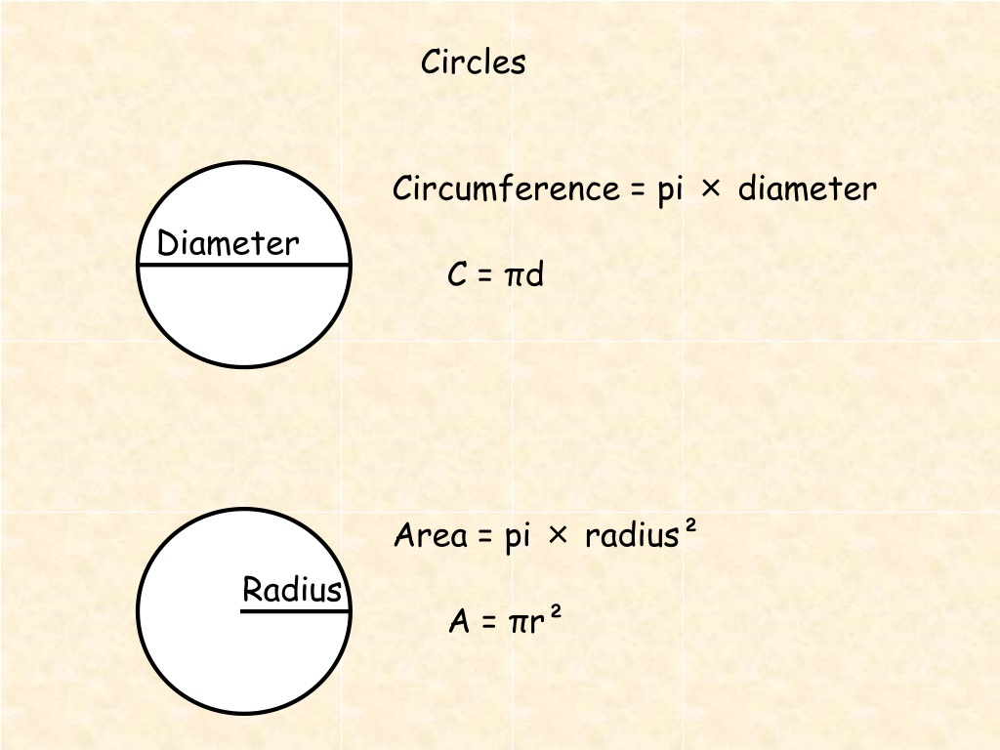 Circles
Circumference = pi × diameter
Diameter
C = πd
Area = pi × radius²
Radius
A = πr²